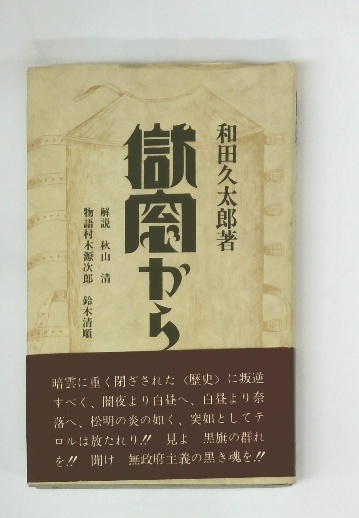 和田久太郎著
獄窓から
解説　秋山　清
物語村木源次郎　鈴木清順
暗雲に重く閉ざされた〈歴史〉に叛逆
すべく、闇夜より白昼へ、白昼より奈
落へ、松明の炎の如く、突如としてテ
ロルは放たれり!!　見よ　黒旗の群れ
を!!　聞け　無政府主義の黒き魂を!!